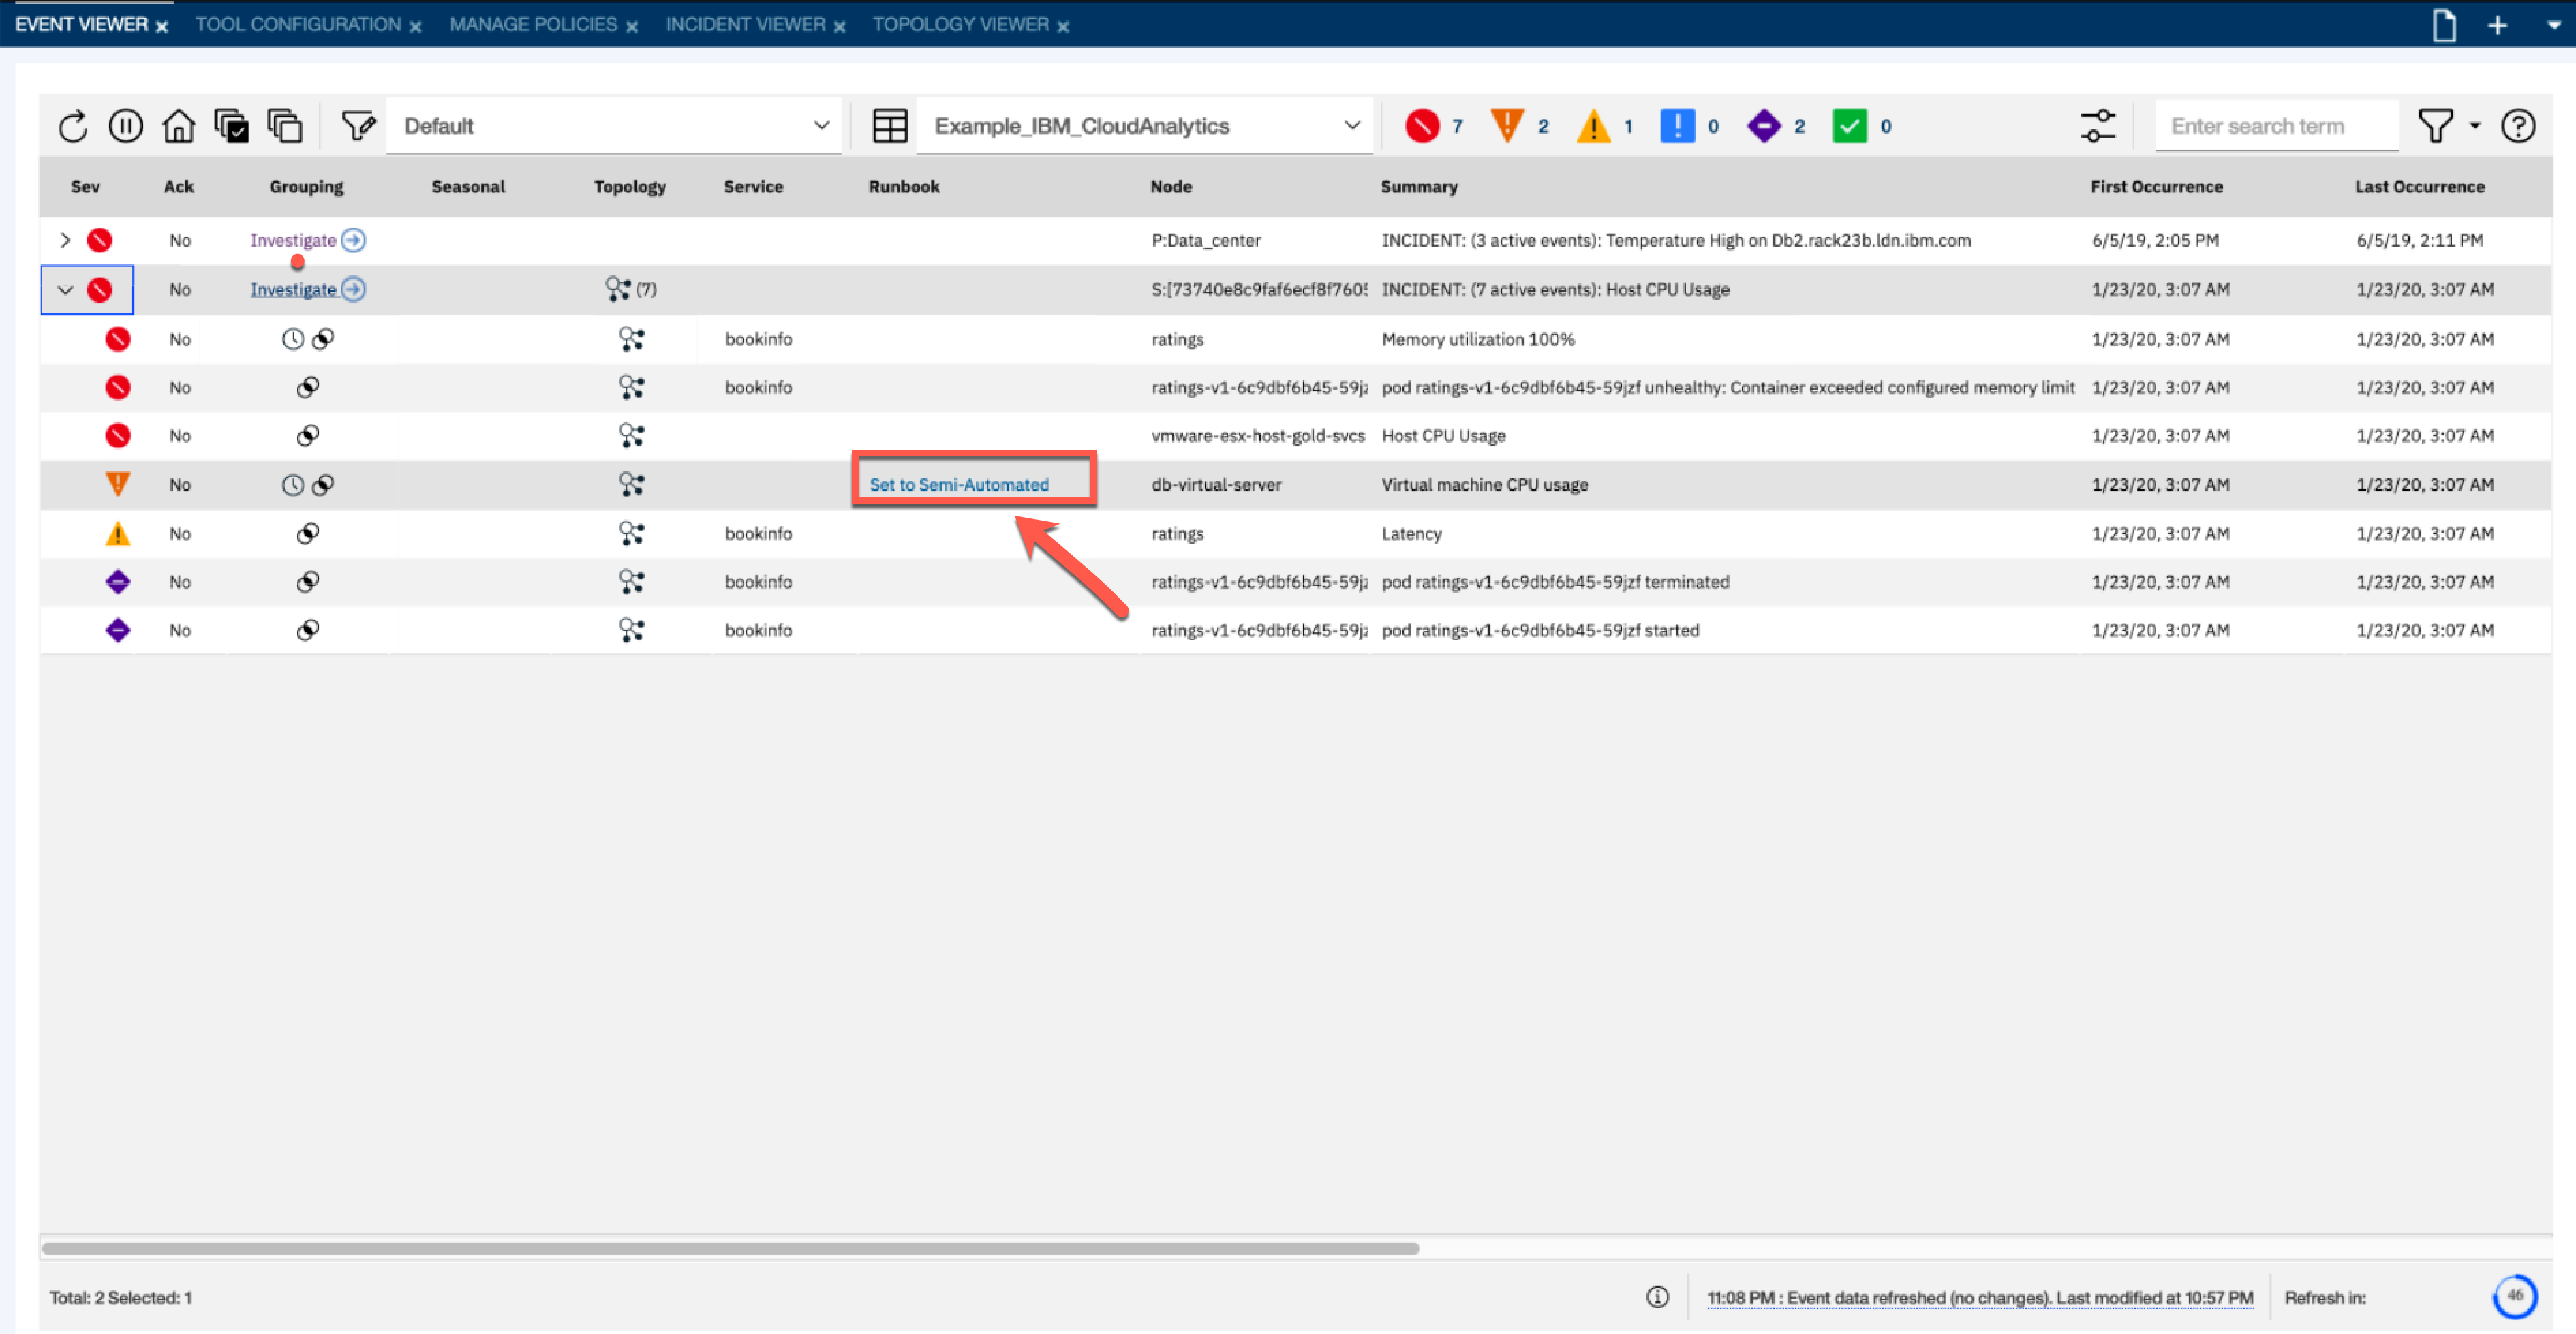 EVENT VIEWER x TOOL CONFIGURATION x MANAGE POLICIES x INCIDENT VIEWER x TOPOLOGY VIEWER x
Default Example_IBM_CloudAnalytics 7 2 1 0 2 0 Enter search term
Sev Ack Grouping Seasonal Topology Service Runbook Node Summary First Occurrence Last Occurrence
No Investigate P:Data_center INCIDENT: (3 active events): Temperature High on Db2.rack23b.ldn.ibm.com 6/5/19, 2:05 PM 6/5/19, 2:11 PM
No Investigate (7) S:[73740e8c9faf6ecf8f7605 INCIDENT: (7 active events): Host CPU Usage 1/23/20, 3:07 AM 1/23/20, 3:07 AM
No bookinfo ratings Memory utilization 100% 1/23/20, 3:07 AM 1/23/20, 3:07 AM
No bookinfo ratings-v1-6c9dbf6b45-59jz pod ratings-v1-6c9dbf6b45-59jzf unhealthy: Container exceeded configured memory limit 1/23/20, 3:07 AM 1/23/20, 3:07 AM
No vmware-esx-host-gold-svcs Host CPU Usage 1/23/20, 3:07 AM 1/23/20, 3:07 AM
No Set to Semi-Automated db-virtual-server Virtual machine CPU usage 1/23/20, 3:07 AM 1/23/20, 3:07 AM
No bookinfo ratings Latency 1/23/20, 3:07 AM 1/23/20, 3:07 AM
No bookinfo ratings-v1-6c9dbf6b45-59jz pod ratings-v1-6c9dbf6b45-59jzf terminated 1/23/20, 3:07 AM 1/23/20, 3:07 AM
No bookinfo ratings-v1-6c9dbf6b45-59jz pod ratings-v1-6c9dbf6b45-59jzf started 1/23/20, 3:07 AM 1/23/20, 3:07 AM
Total: 2 Selected: 1 11:08 PM : Event data refreshed (no changes). Last modified at 10:57 PM Refresh in: 46